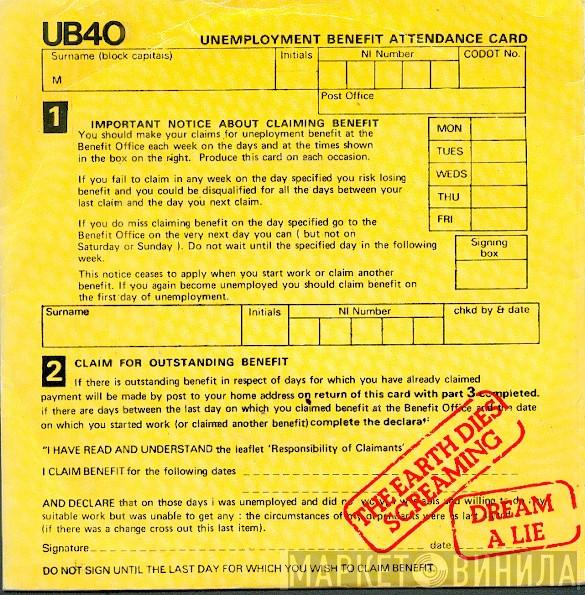 UB40 UNEMPLOYMENT BENEFIT ATTENDANCE CARD
Surname (block capitals) Initials NI Number CODOT No.
M
Post Office
1 IMPORTANT NOTICE ABOUT CLAIMING BENEFIT
You should make your claims for uneployment benefit at the
Benefit Office each week on the days and at the times shown
in the box on the right. Produce this card on each occasion.
If you fail to claim in any week on the day specified you risk losing
benefit and you could be disqualified for all the days between your
last claim and the day you next claim.
If you do miss claiming benefit on the day specified go to the
Benefit Office on the very next day you can ( but not on
Saturday or Sunday ). Do not wait until the specified day in the following
week.
This notice ceases to apply when you start work or claim another
benefit. If you again become unemployed you should claim benefit on
the first day of unemployment.
MON
TUES
WEDS
THU
FRI
Signing
box
Surname Initials NI Number chkd by & date
2 CLAIM FOR OUTSTANDING BENEFIT
If there is outstanding benefit in respect of days for which you have already claimed
payment will be made by post to your home address on return of this card with part 3 completed.
if there are days between the last day on which you claimed benefit at the Benefit Office and the date
on which you started work (or claimed another benefit) complete the
"I HAVE READ AND UNDERSTAND the leaflet 'Responsibility of Claimants'
I CLAIM BENEFIT for the following dates
AND DECLARE that on those days i was unemployed and did willing to do any
suitable work but was unable to get any : the circumstances of my dependants were as last
(if there was a change cross out this last item).
Signature date
DO NOT SIGN UNTIL THE LAST DAY FOR WHICH YOU WISH TO CLAIM BENEFIT
THE EARTH DIES
SCREAMING
DREAM
A LIE
МАРКЕТ ВИНИЛА.